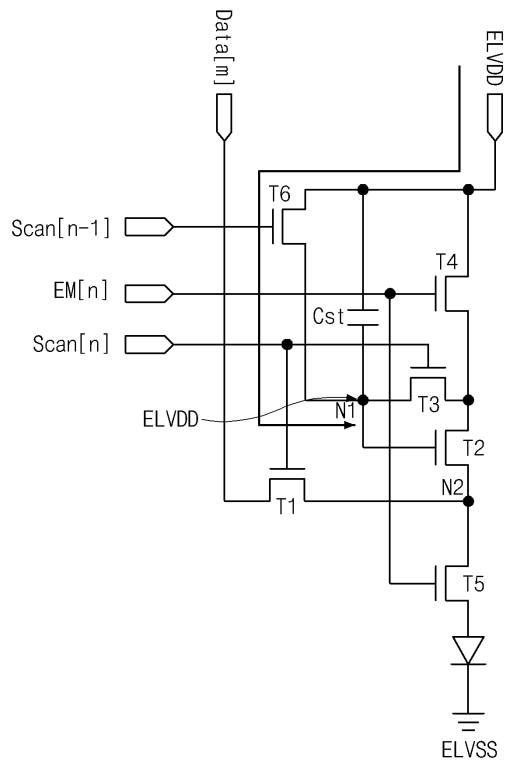 Data[m]
ELVDD
T6
Scan[n-1]
T4
EM[n]
Cst
Scan[n]
N1
T3
ELVDD
T2
N2
T1
T5
ELVSS